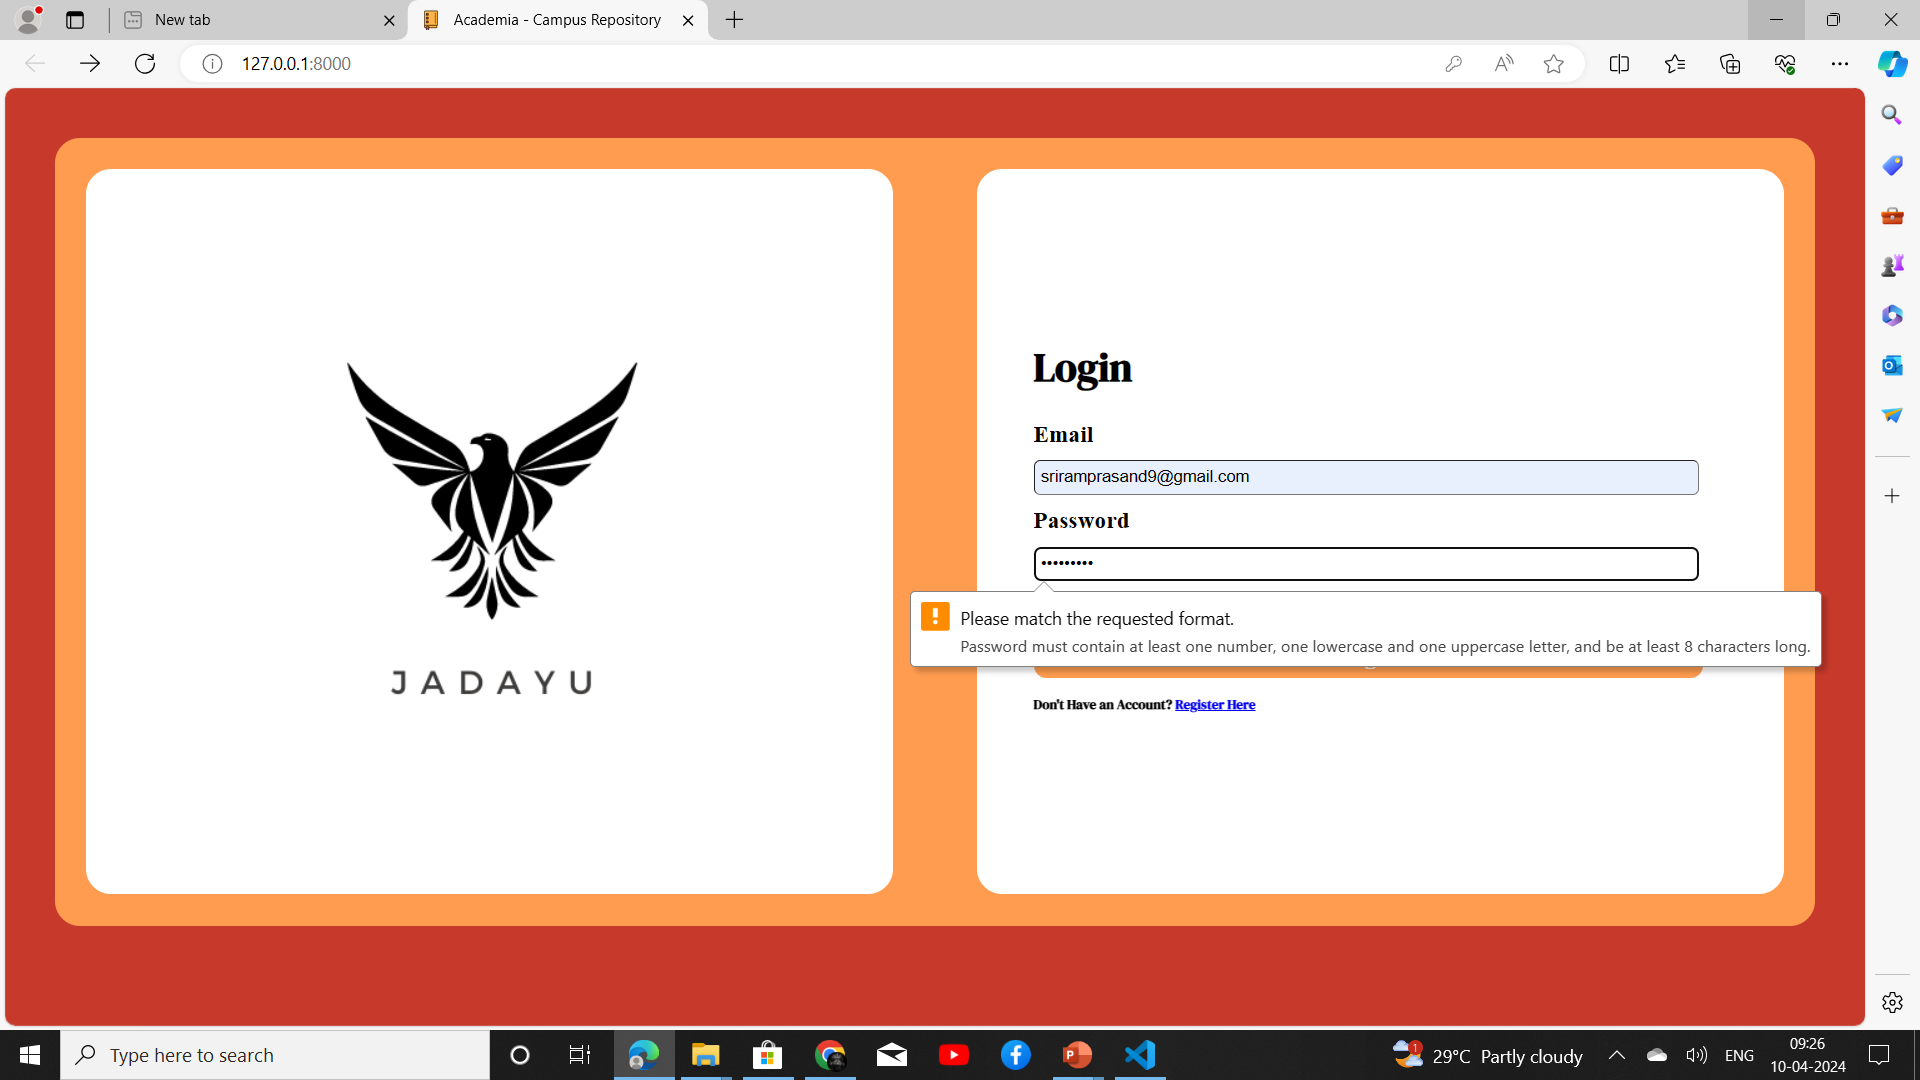 New tab
Academia - Campus Repository
127.0.0.1:8000
Login
Email
sriramprasand9@gmail.com
Password
•••••••••
Please match the requested format.
Password must contain at least one number, one lowercase and one uppercase letter, and be at least 8 characters long.
Don't Have an Account? Register Here
JADAYU
Type here to search
1
29°C Partly cloudy
ENG
09:26
10-04-2024